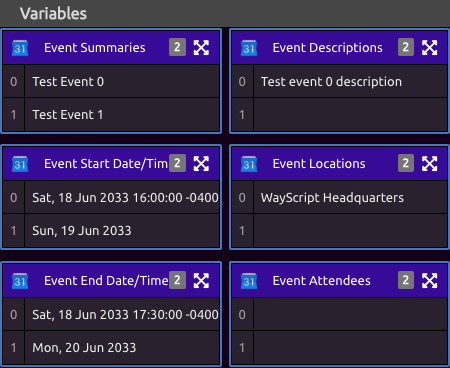 Variables
31 Event Summaries 2
0 Test Event 0
1 Test Event 1
31 Event Descriptions 2
0 Test event 0 description
1
31 Event Start Date/Tim 2
0 Sat, 18 Jun 2033 16:00:00 -0400
1 Sun, 19 Jun 2033
31 Event Locations 2
0 WayScript Headquarters
1
31 Event End Date/Time 2
0 Sat, 18 Jun 2033 17:30:00 -0400
1 Mon, 20 Jun 2033
31 Event Attendees 2
0
1